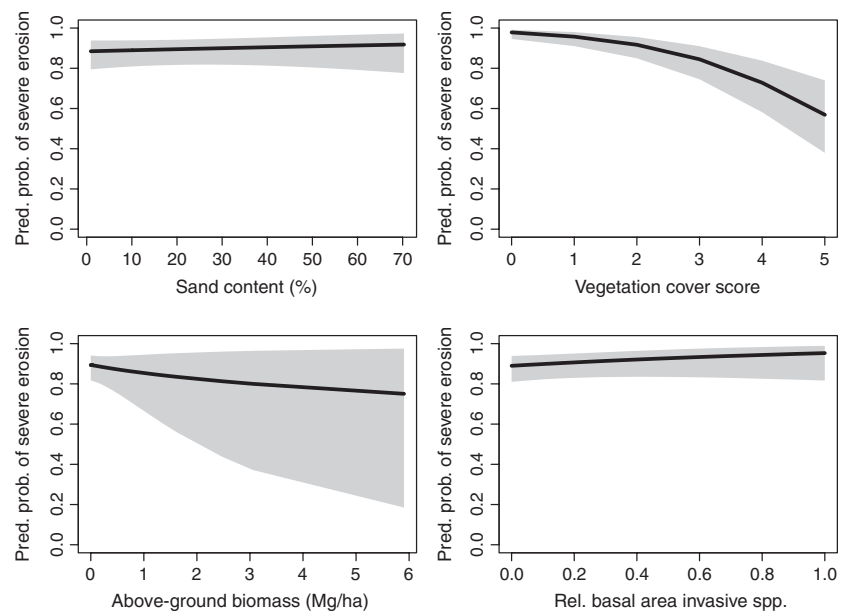 Pred. prob. of severe erosion
1.0
0.8
0.6
0.4
0.2
0.0
0 10 20 30 40 50 60 70
Sand content (%)
Pred. prob. of severe erosion
1.0
0.8
0.6
0.4
0.2
0.0
0 1 2 3 4 5
Vegetation cover score
Pred. prob. of severe erosion
1.0
0.8
0.6
0.4
0.2
0.0
0 1 2 3 4 5 6
Above-ground biomass (Mg/ha)
Pred. prob. of severe erosion
1.0
0.8
0.6
0.4
0.2
0.0
0.0 0.2 0.4 0.6 0.8 1.0
Rel. basal area invasive spp.